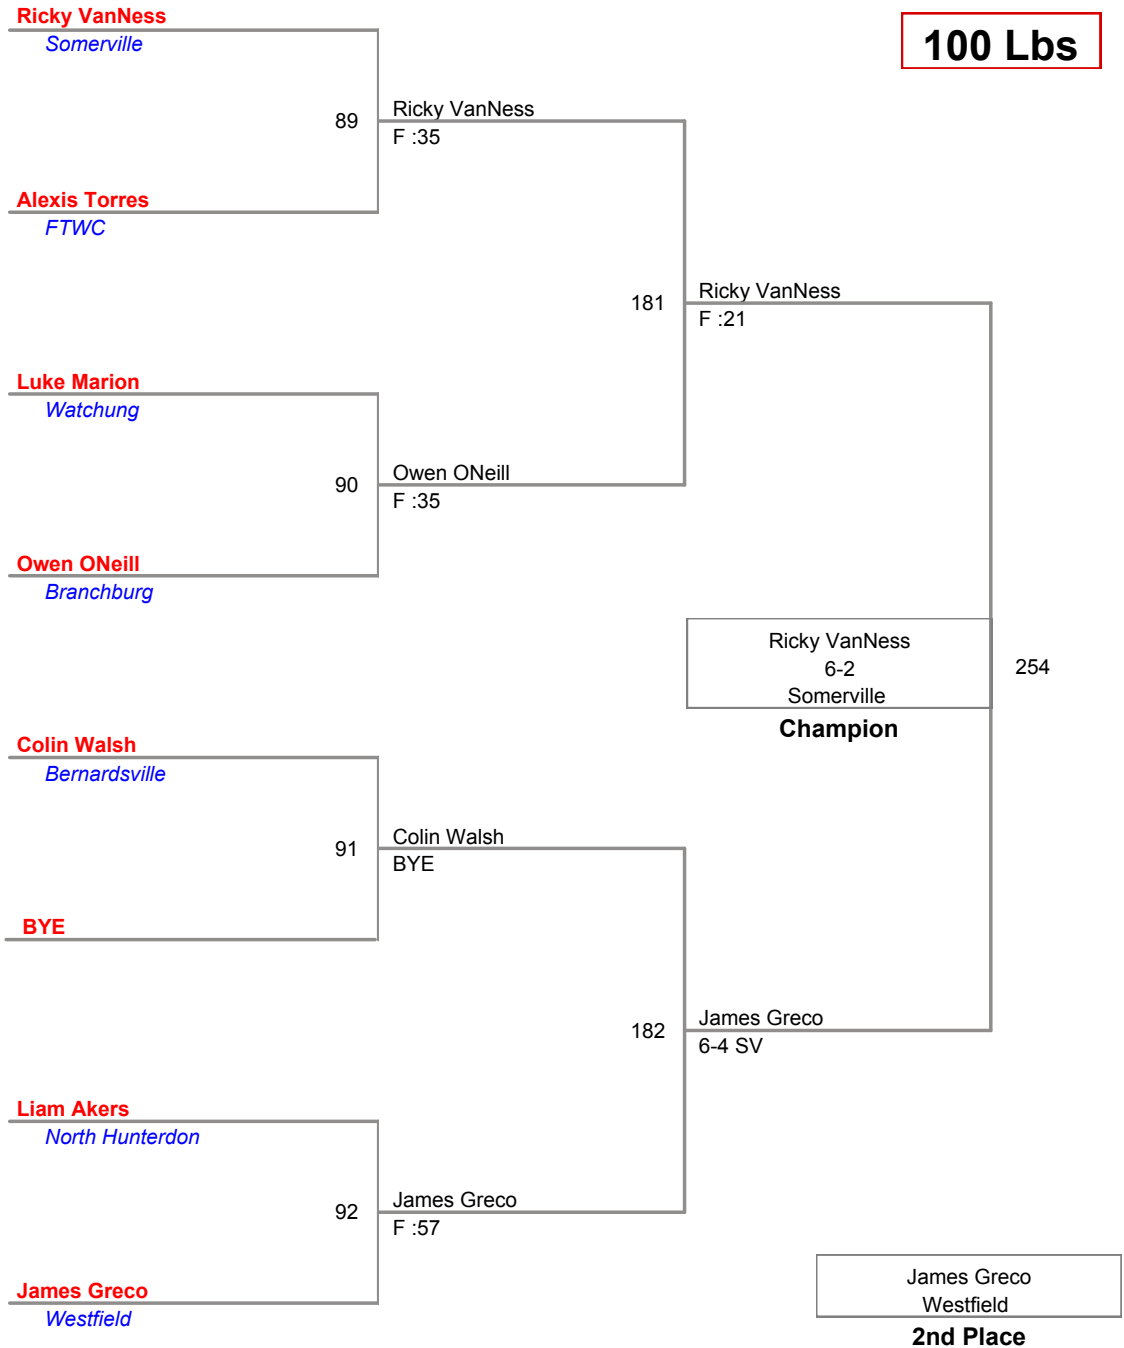 Ricky VanNess
Somerville
100 Lbs
89
Ricky VanNess
F :35
Alexis Torres
FTWC
181
Ricky VanNess
F :21
Luke Marion
Watchung
90
Owen ONeill
F :35
Owen ONeill
Branchburg
Ricky VanNess
6-2
Somerville
254
Champion
Colin Walsh
Bernardsville
91
Colin Walsh
BYE
BYE
182
James Greco
6-4 SV
Liam Akers
North Hunterdon
92
James Greco
F :57
James Greco
Westfield
James Greco
Westfield
2nd Place